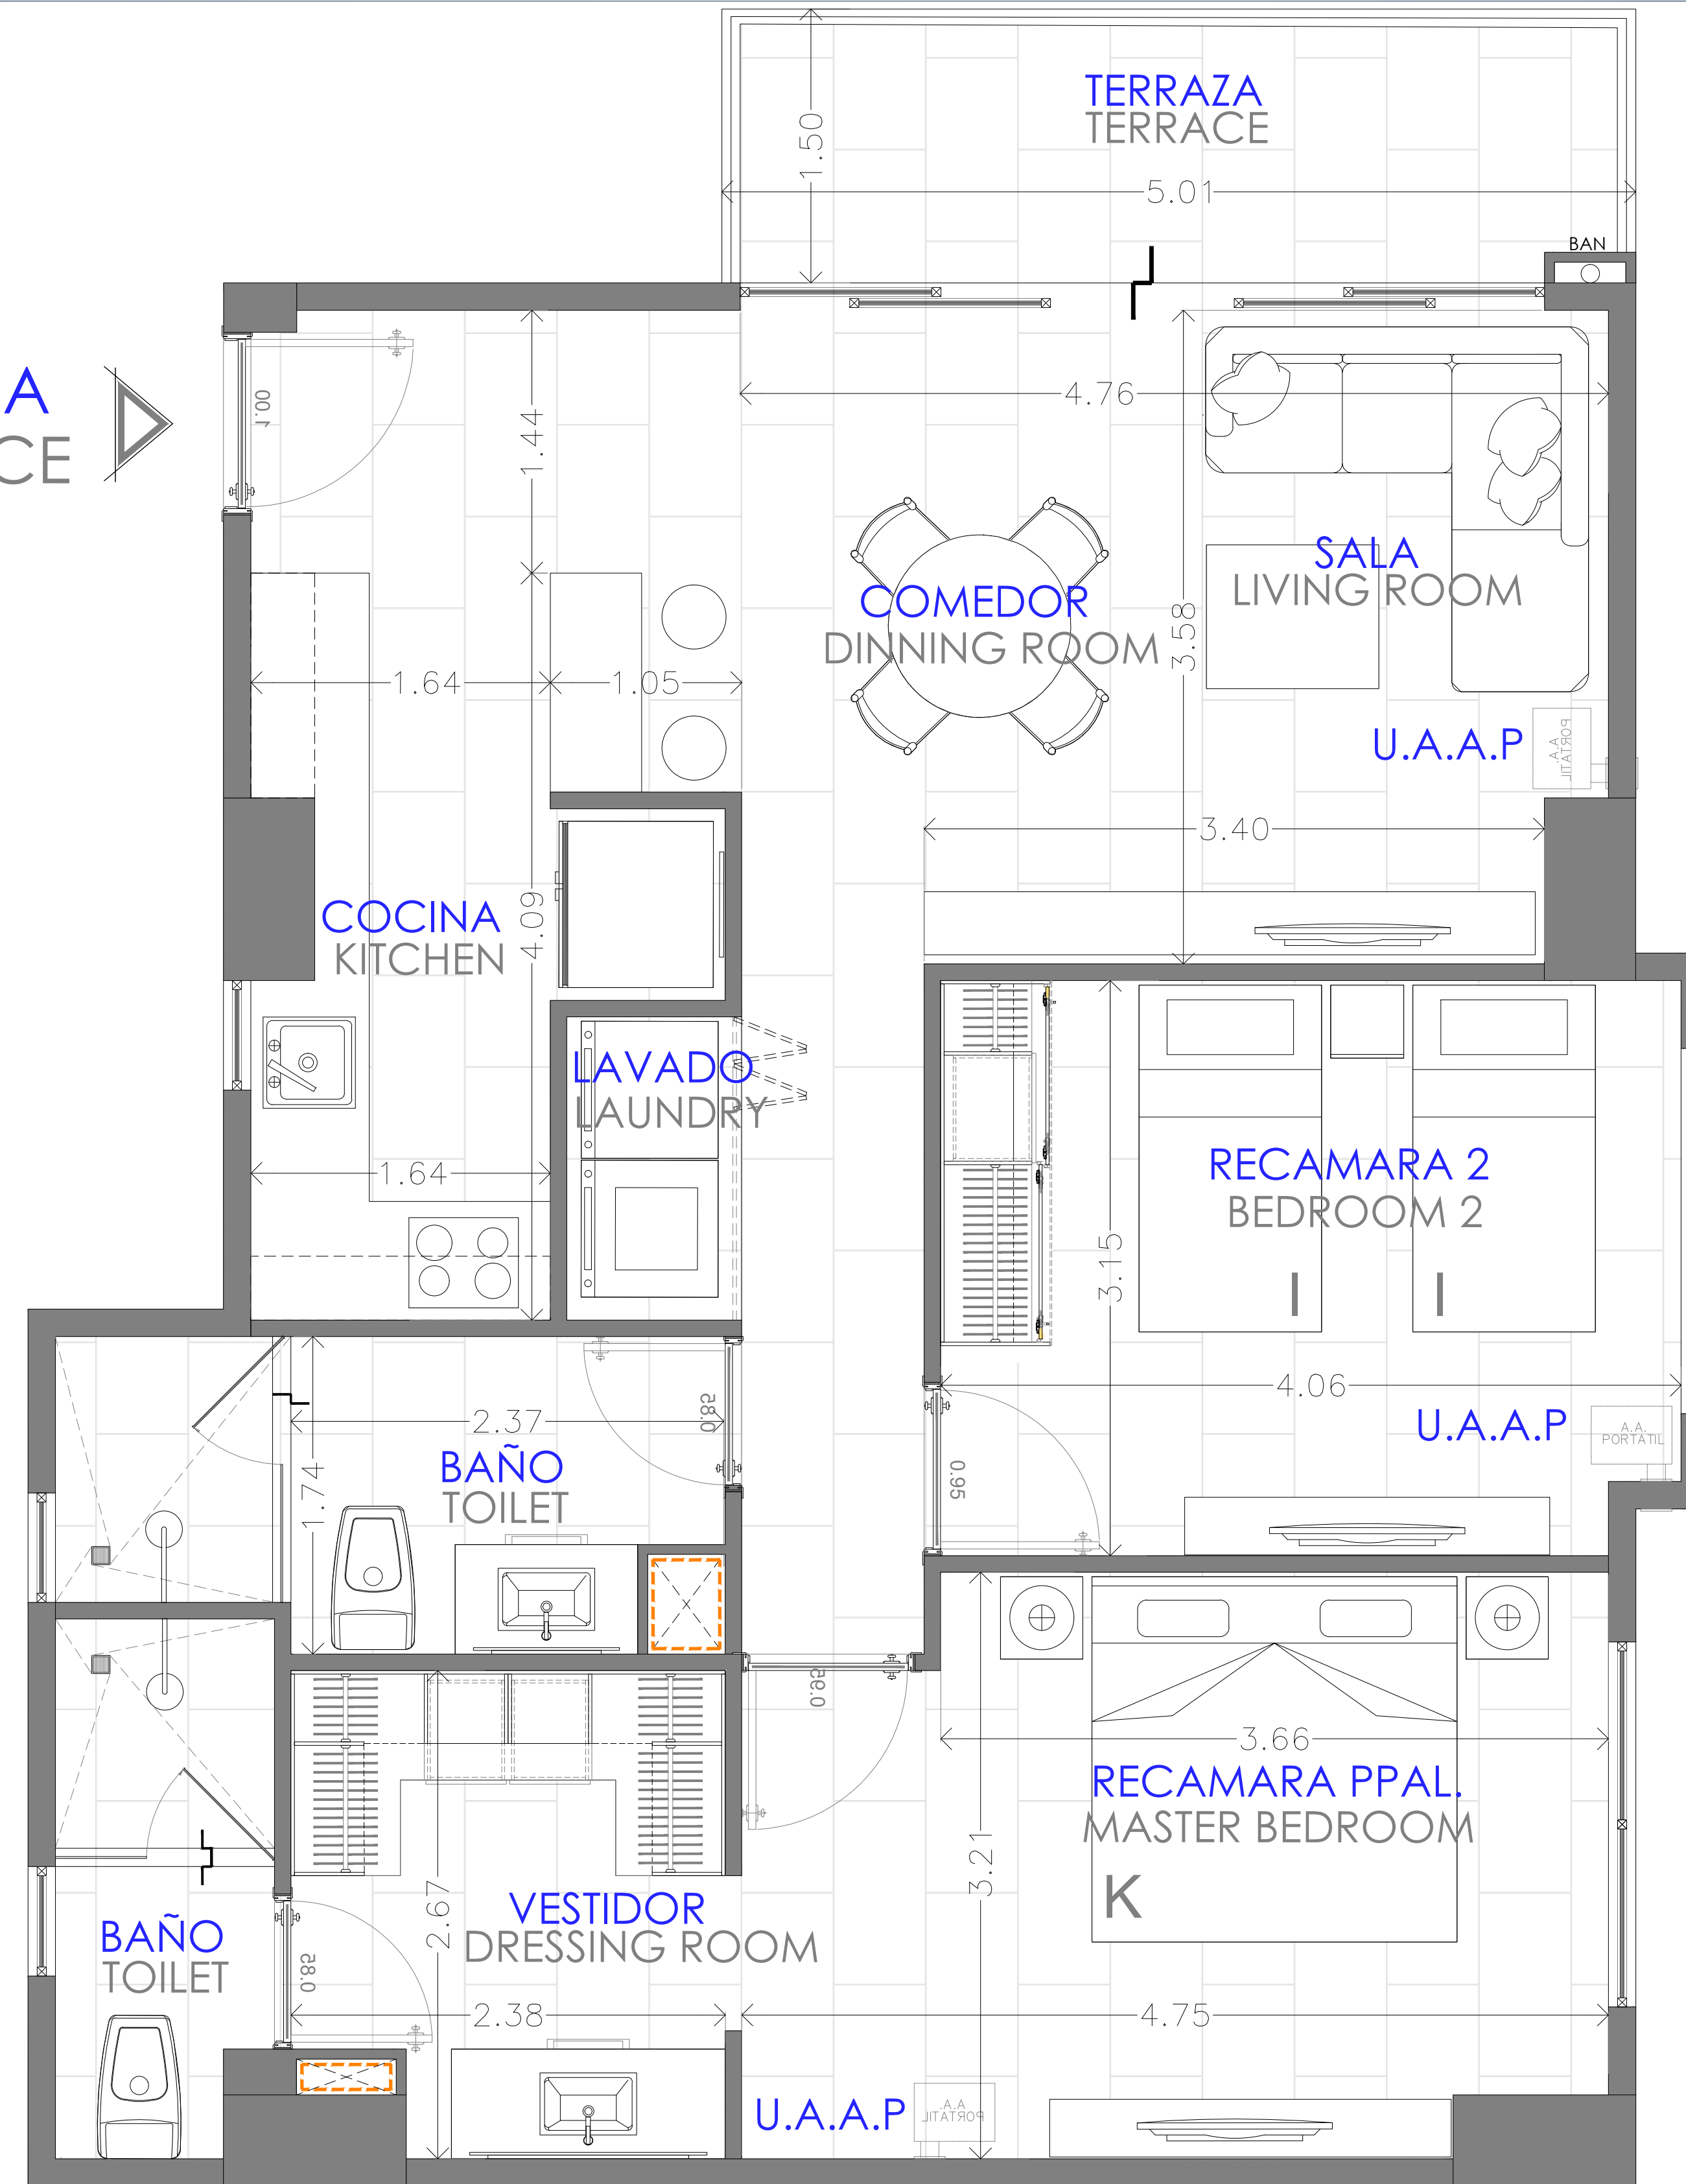 TERRAZA
TERRACE
1.50
5.01
BAN
A
CE
1.00
1.44
4.76
SALA
LIVING ROOM
COMEDOR
DINNING ROOM
3.58
1.64
1.05
U.A.A.P
A.A.
PORTATIL
3.40
COCINA
KITCHEN
4.09
LAVADO
LAUNDRY
1.64
RECAMARA 2
BEDROOM 2
3.15
4.06
U.A.A.P
A.A.
PORTATIL
2.37
0.85
BAÑO
TOILET
1.74
0.95
0.95
3.66
RECAMARA PPAL.
MASTER BEDROOM
3.21
K
VESTIDOR
DRESSING ROOM
2.67
BAÑO
TOILET
0.85
2.38
4.75
U.A.A.P
A.A.
PORTATIL